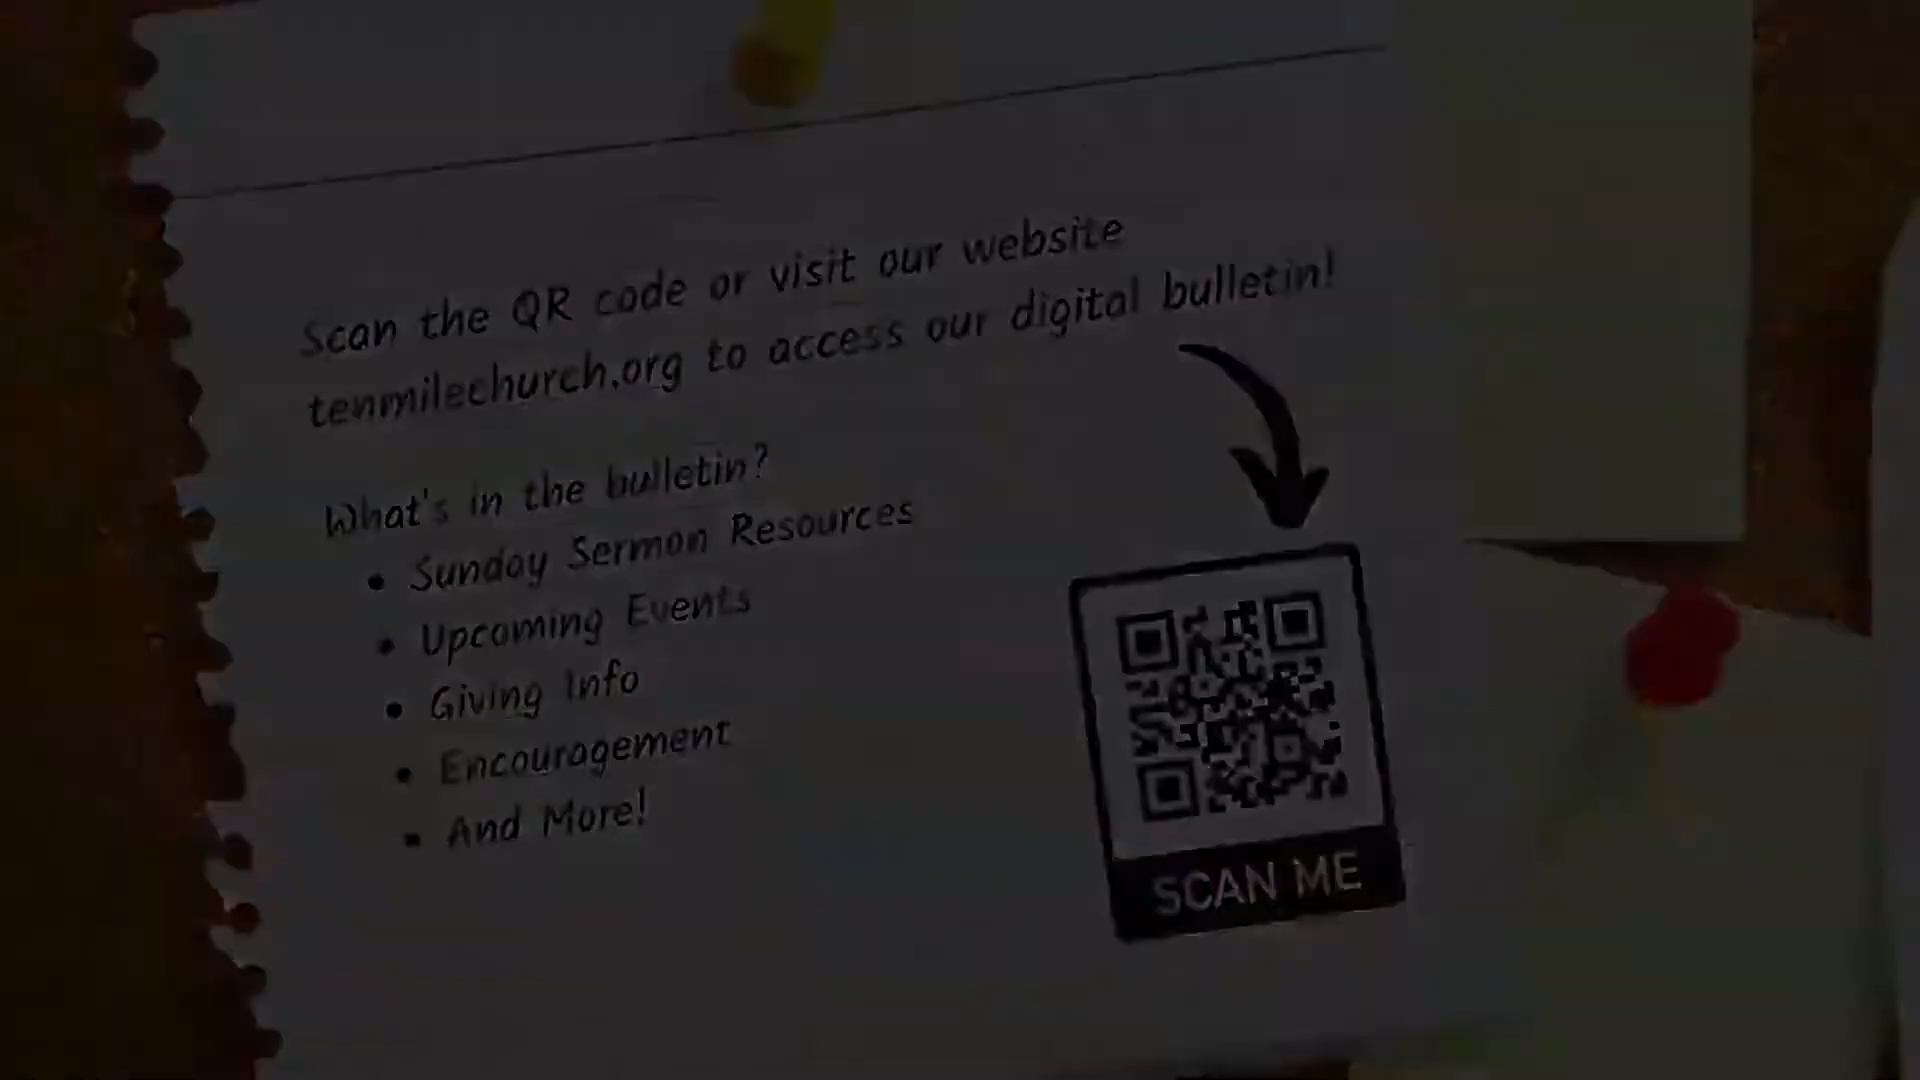 Scan the QR code or visit our website
tenmilechurch.org to access our digital bulletin!
What's in the bulletin?
• Sunday Sermon Resources
• Upcoming Events
• Giving Info
• Encouragement
• And More!
SCAN ME